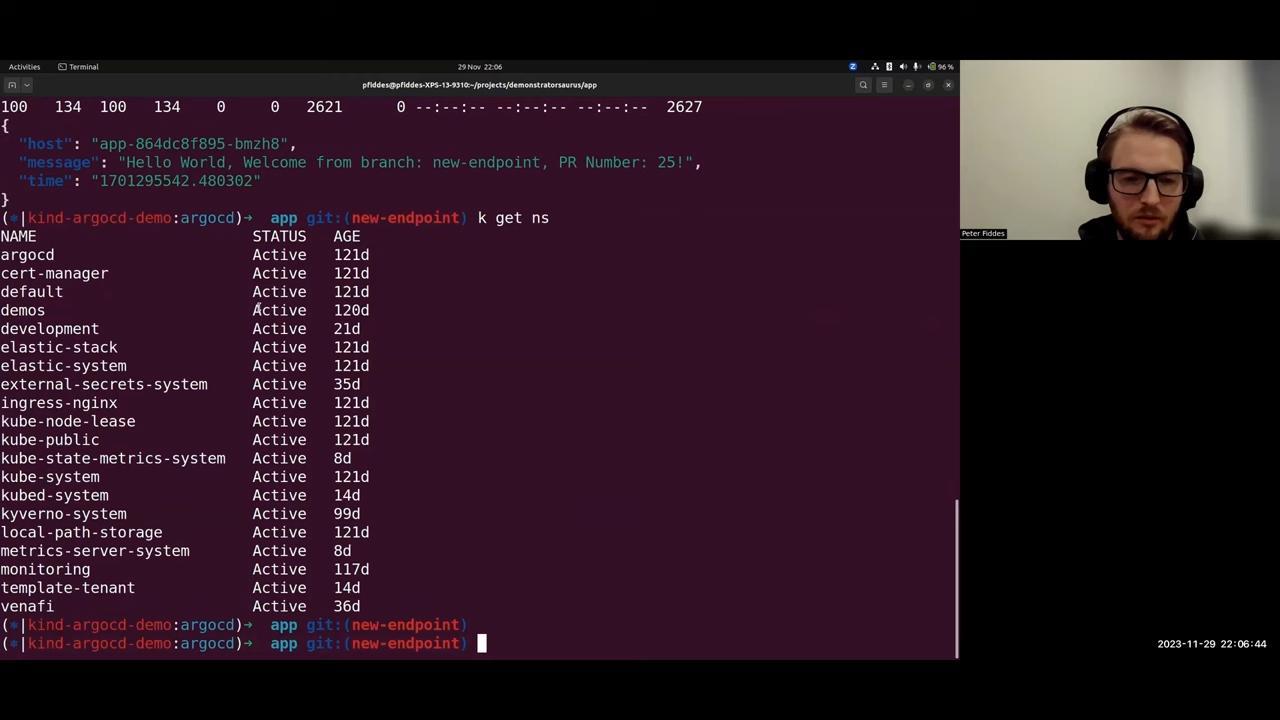 Activities Terminal 29 Nov 22:06 96 %
pfiddes@pfiddes-XPS-13-9310:~/projects/demonstratorsaurus/app
100 134 100 134 0 0 2621 0 --:--:-- --:--:-- --:--:-- 2627
{
"host": "app-864dc8f895-bmzh8",
"message": "Hello World, Welcome from branch: new-endpoint, PR Number: 25!",
"time": "1701295542.480302"
}
(*|kind-argocd-demo:argocd)→ app git:(new-endpoint) k get ns
NAME STATUS AGE
argocd Active 121d
cert-manager Active 121d
default Active 121d
demos Active 120d
development Active 21d
elastic-stack Active 121d
elastic-system Active 121d
external-secrets-system Active 35d
ingress-nginx Active 121d
kube-node-lease Active 121d
kube-public Active 121d
kube-state-metrics-system Active 8d
kube-system Active 121d
kubed-system Active 14d
kyverno-system Active 99d
local-path-storage Active 121d
metrics-server-system Active 8d
monitoring Active 117d
template-tenant Active 14d
venafi Active 36d
(*|kind-argocd-demo:argocd)→ app git:(new-endpoint)
(*|kind-argocd-demo:argocd)→ app git:(new-endpoint)
Peter Fiddes
2023-11-29 22:06:44